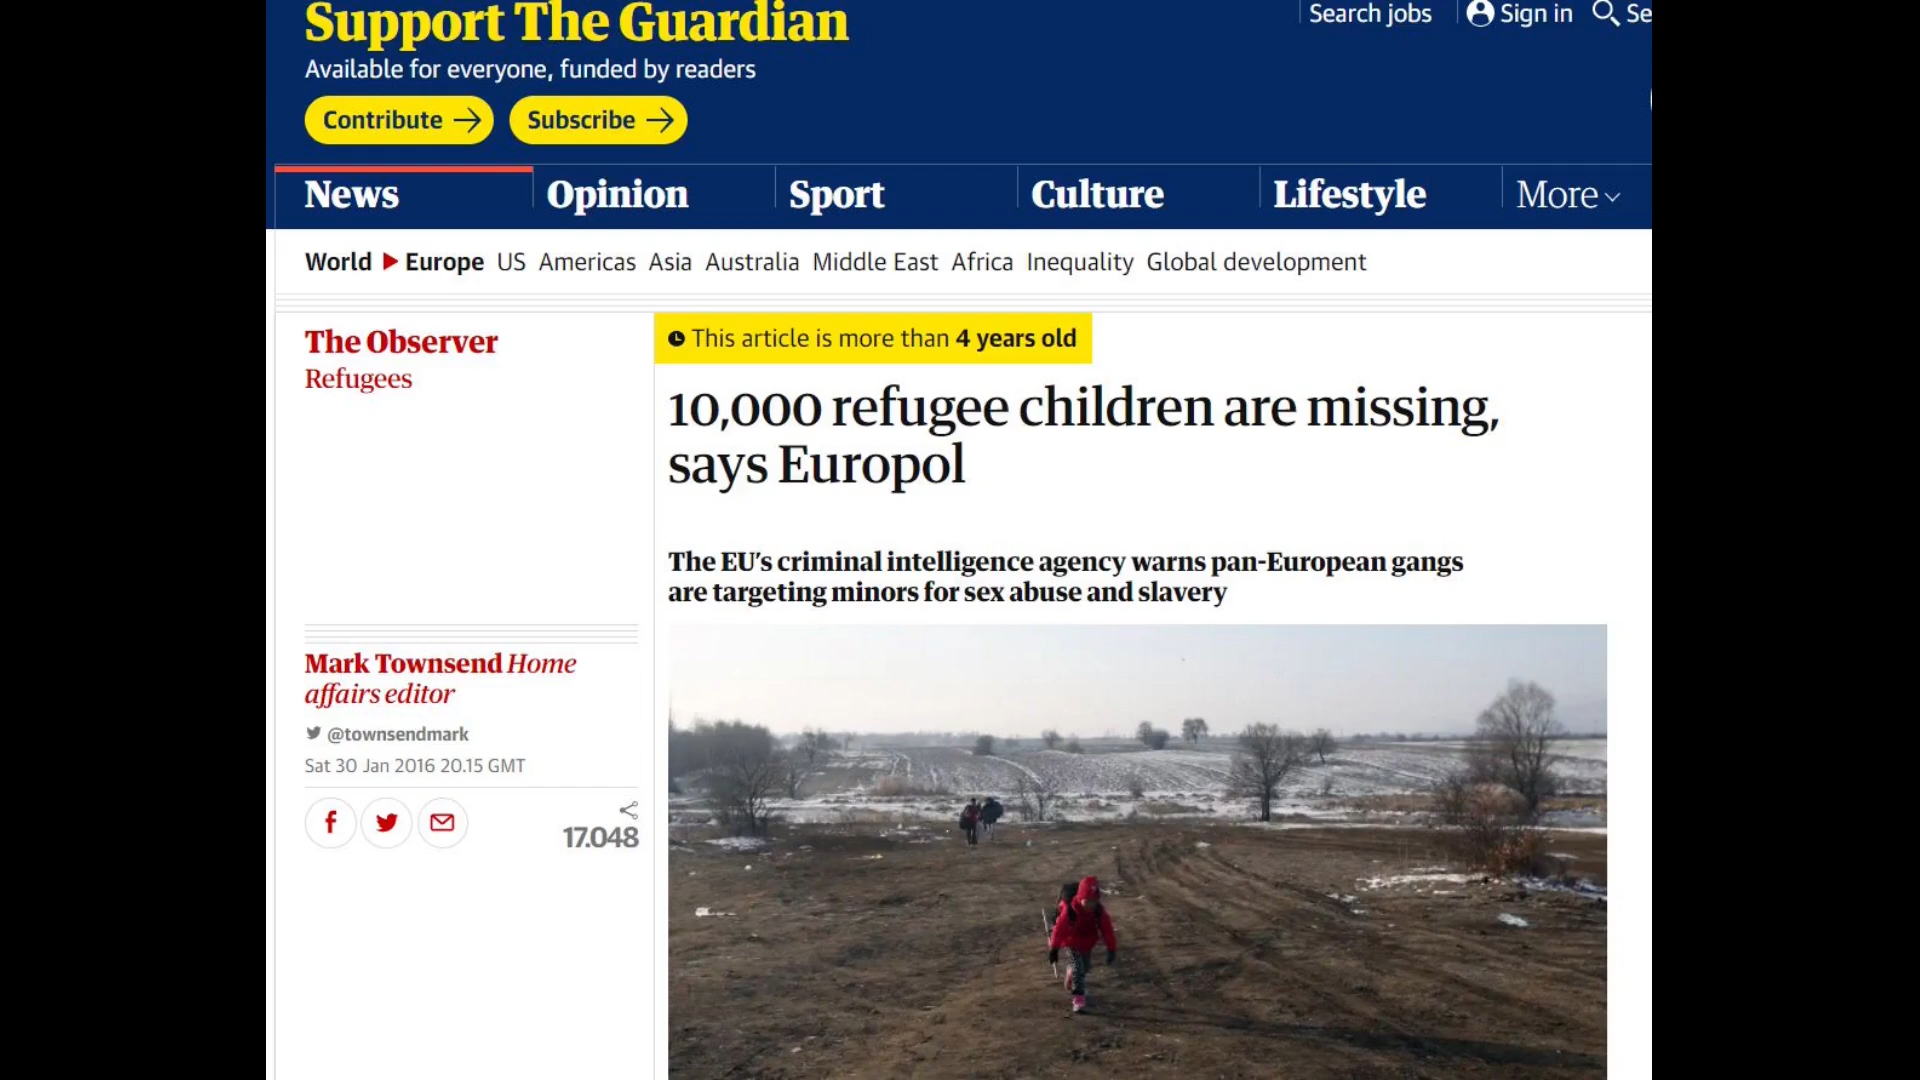 Support The Guardian
Available for everyone, funded by readers
Contribute
Subscribe
Search jobs
Sign in
Se
News
Opinion
Sport
Culture
Lifestyle
More
World Europe US Americas Asia Australia Middle East Africa Inequality Global development
The Observer
Refugees
This article is more than 4 years old
10,000 refugee children are missing,
says Europol
The EU's criminal intelligence agency warns pan-European gangs
are targeting minors for sex abuse and slavery
Mark Townsend Home
affairs editor
@townsendmark
Sat 30 Jan 2016 20.15 GMT
17.048